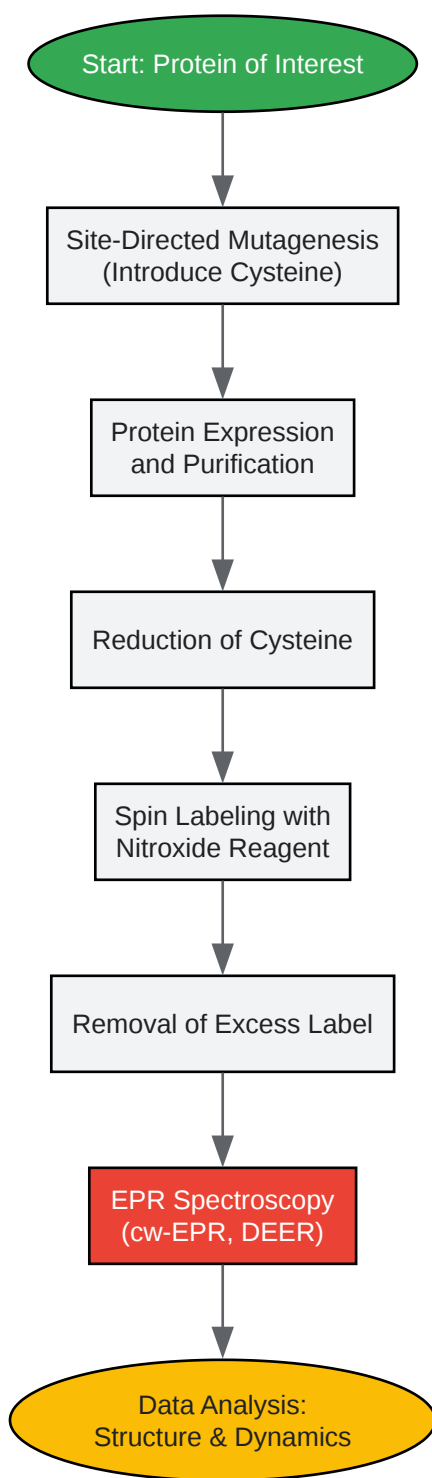 Start: Protein of Interest
Site-Directed Mutagenesis
(Introduce Cysteine)
Protein Expression
and Purification
Reduction of Cysteine
Spin Labeling with
Nitroxide Reagent
Removal of Excess Label
EPR Spectroscopy
(cw-EPR, DEER)
Data Analysis:
Structure & Dynamics